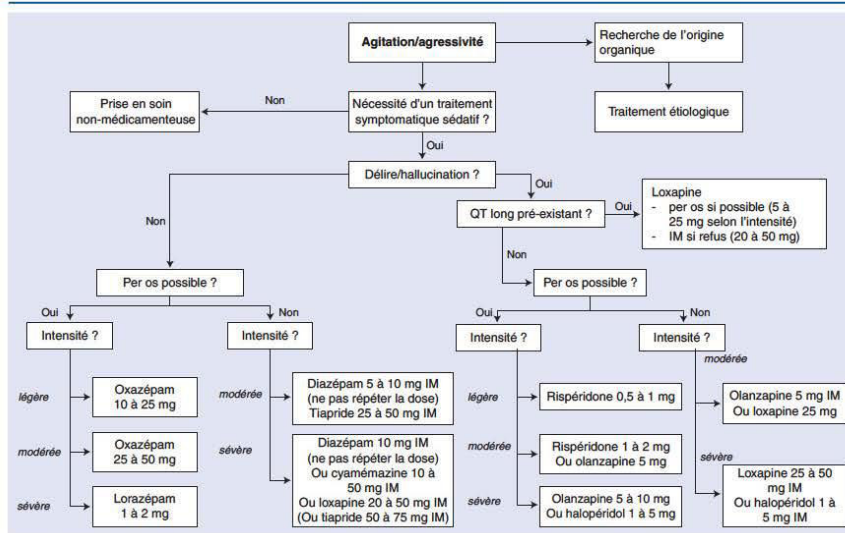 Agitation/agressivité
Recherche de l'origine
organique
Prise en soin
non-médicamenteuse
Non
Nécessité d'un traitement
symptomatique sédatif ?
Traitement étiologique
Oui
Délire/hallucination ?
Oui
Non
QT long pré-existant ?
Oui
Loxapine
- per os si possible (5 à
25 mg selon l'intensité)
- IM si refus (20 à 50 mg)
Non
Per os possible ?
Per os possible ?
Oui
Non
Oui
Non
Intensité ?
Intensité ?
Intensité ?
Intensité ?
légère
Oxazépam
10 à 25 mg
modérée
Oxazépam
25 à 50 mg
sévère
Lorazépam
1 à 2 mg
modérée
Diazépam 5 à 10 mg IM
(ne pas répéter la dose)
Tiapride 25 à 50 mg IM
sévère
Diazépam 10 mg IM
(ne pas répéter la dose)
Ou cyamémazine 10 à
50 mg IM
Ou loxapine 20 à 50 mg IM
(Ou tiapride 50 à 75 mg IM)
légère
Rispéridone 0,5 à 1 mg
modérée
Rispéridone 1 à 2 mg
Ou olanzapine 5 mg
sévère
Olanzapine 5 à 10 mg
Ou halopéridol 1 à 5 mg
modérée
Olanzapine 5 mg IM
Ou loxapine 25 mg
sévère
Loxapine 25 à 50
mg IM
Ou halopéridol 1 à
5 mg IM